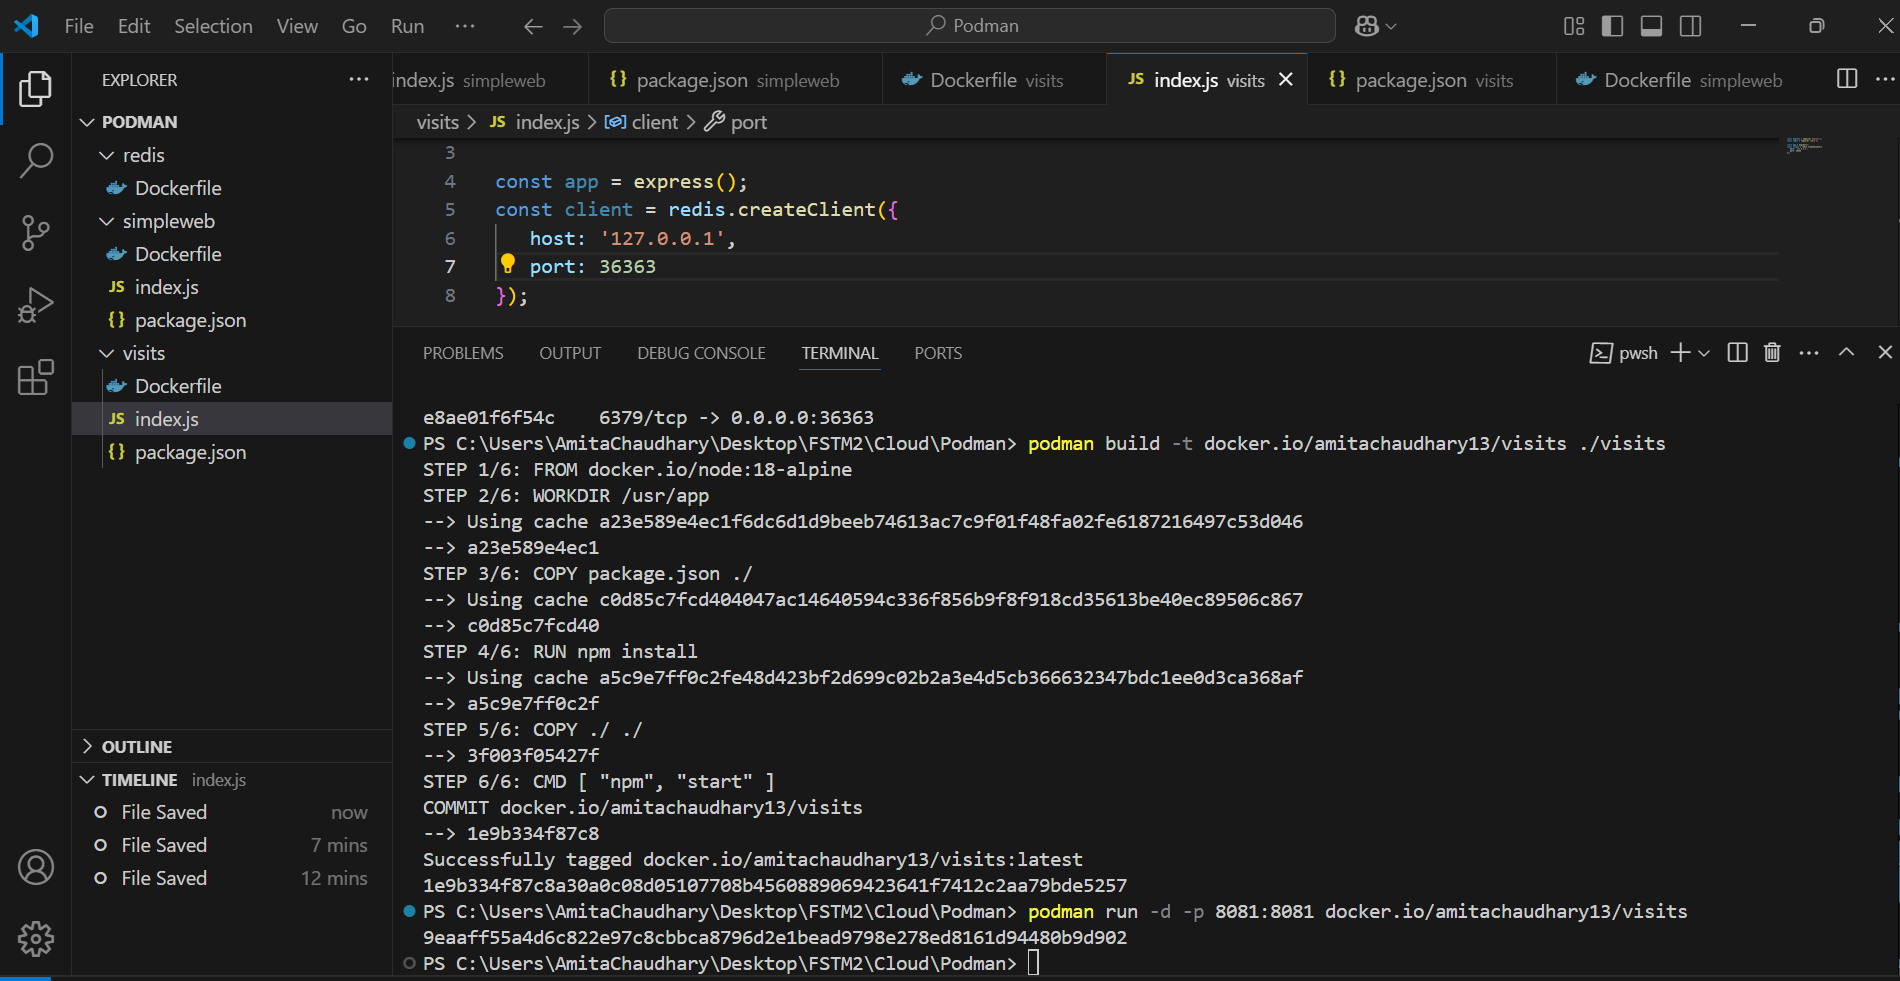 File Edit Selection View Go Run ··· Podman
EXPLORER ···
PODMAN
redis
Dockerfile
simpleweb
Dockerfile
JS index.js
{} package.json
visits
Dockerfile
JS index.js
{} package.json
OUTLINE
TIMELINE index.js
File Saved now
File Saved 7 mins
File Saved 12 mins
index.js simpleweb {} package.json simpleweb Dockerfile visits JS index.js visits {} package.json visits Dockerfile simpleweb ···
visits > JS index.js > client > port
3
4 const app = express();
5 const client = redis.createClient({
6 host: '127.0.0.1',
7 port: 36363
8 });
PROBLEMS OUTPUT DEBUG CONSOLE TERMINAL PORTS pwsh ···
e8ae01f6f54c 6379/tcp -> 0.0.0.0:36363
PS C:\Users\AmitaChaudhary\Desktop\FSTM2\Cloud\Podman> podman build -t docker.io/amitachaudhary13/visits ./visits
STEP 1/6: FROM docker.io/node:18-alpine
STEP 2/6: WORKDIR /usr/app
--> Using cache a23e589e4ec1f6dc6d1d9beeb74613ac7c9f01f48fa02fe6187216497c53d046
--> a23e589e4ec1
STEP 3/6: COPY package.json ./
--> Using cache c0d85c7fcd404047ac14640594c336f856b9f8f918cd35613be40ec89506c867
--> c0d85c7fcd40
STEP 4/6: RUN npm install
--> Using cache a5c9e7ff0c2fe48d423bf2d699c02b2a3e4d5cb366632347bdc1ee0d3ca368af
--> a5c9e7ff0c2f
STEP 5/6: COPY ./ ./
--> 3f003f05427f
STEP 6/6: CMD [ "npm", "start" ]
COMMIT docker.io/amitachaudhary13/visits
--> 1e9b334f87c8
Successfully tagged docker.io/amitachaudhary13/visits:latest
1e9b334f87c8a30a0c08d05107708b4560889069423641f7412c2aa79bde5257
PS C:\Users\AmitaChaudhary\Desktop\FSTM2\Cloud\Podman> podman run -d -p 8081:8081 docker.io/amitachaudhary13/visits
9eaaff55a4d6c822e97c8cbbca8796d2e1bead9798e278ed8161d94480b9d902
PS C:\Users\AmitaChaudhary\Desktop\FSTM2\Cloud\Podman>